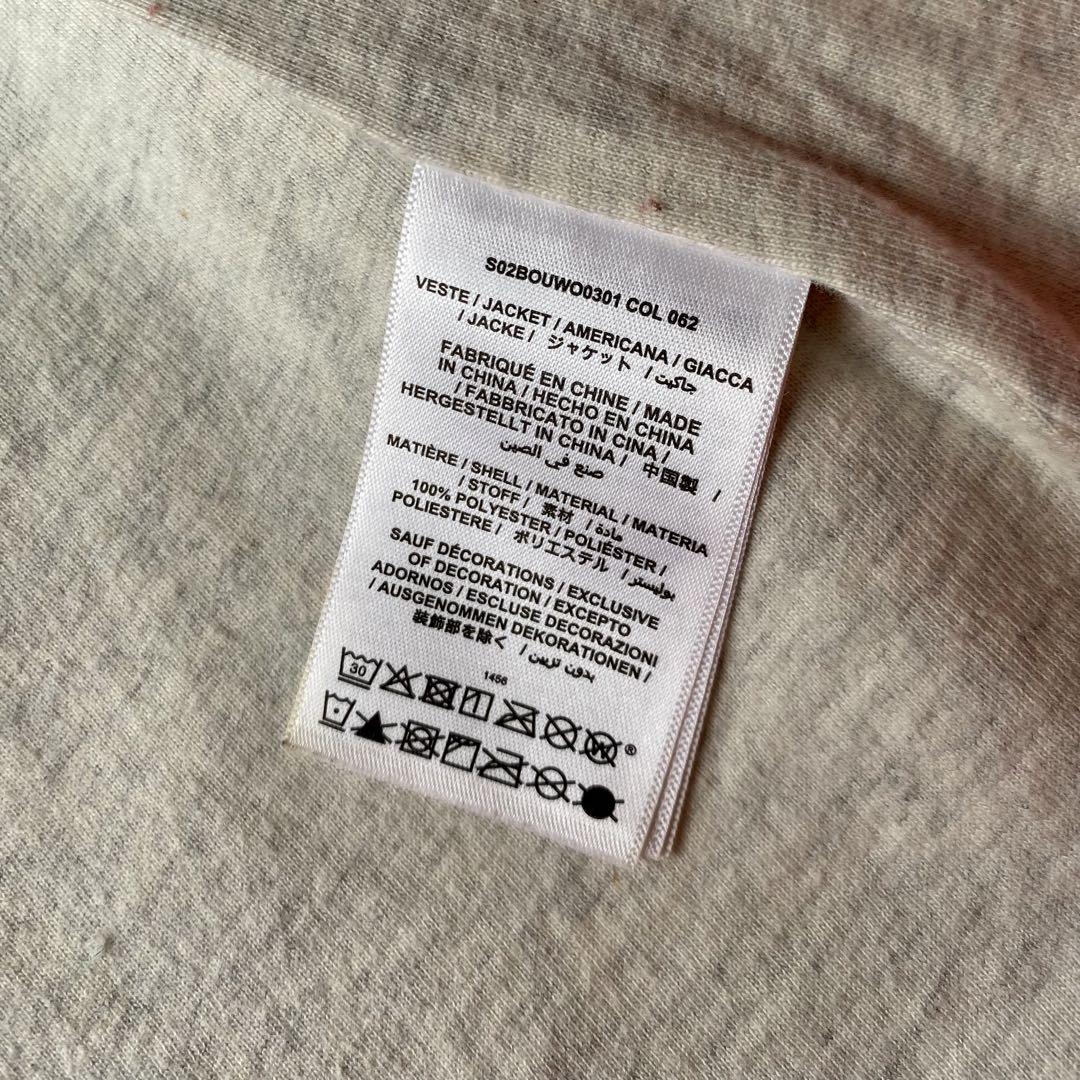 S02BOUWO0301 COL 062
VESTE / JACKET / AMERICANA / GIACCA
/ JACKE / ジャケット / جاكيت /
FABRIQUÉ EN CHINE / MADE
IN CHINA / HECHO EN CHINA
/ FABBRICATO IN CINA /
HERGESTELLT IN CHINA / 中国製 /
صنع في الصين
MATIÈRE / SHELL / MATERIAL / MATERIA
/ STOFF / 素材 / مادة /
100% POLYESTER / POLIÉSTER /
POLIESTERE / ポリエステル / بوليستر /
SAUF DÉCORATIONS / EXCLUSIVE
OF DECORATION / EXCEPTO
ADORNOS / ESCLUSE DECORAZIONI
/ AUSGENOMMEN DEKORATIONEN /
装飾部を除く / بدون تزيين /
1456
30
W®